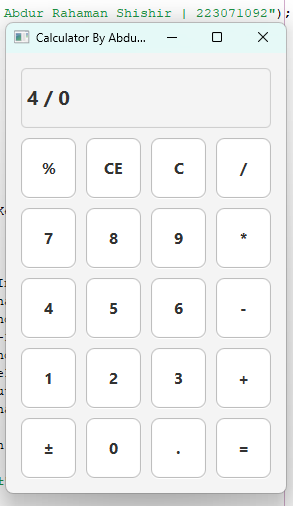 Abdur Rahaman Shishir | 223071092");
Calculator By Abdu...
4 / 0
% CE C /
7 8 9 *
4 5 6 -
1 2 3 +
± 0 . =